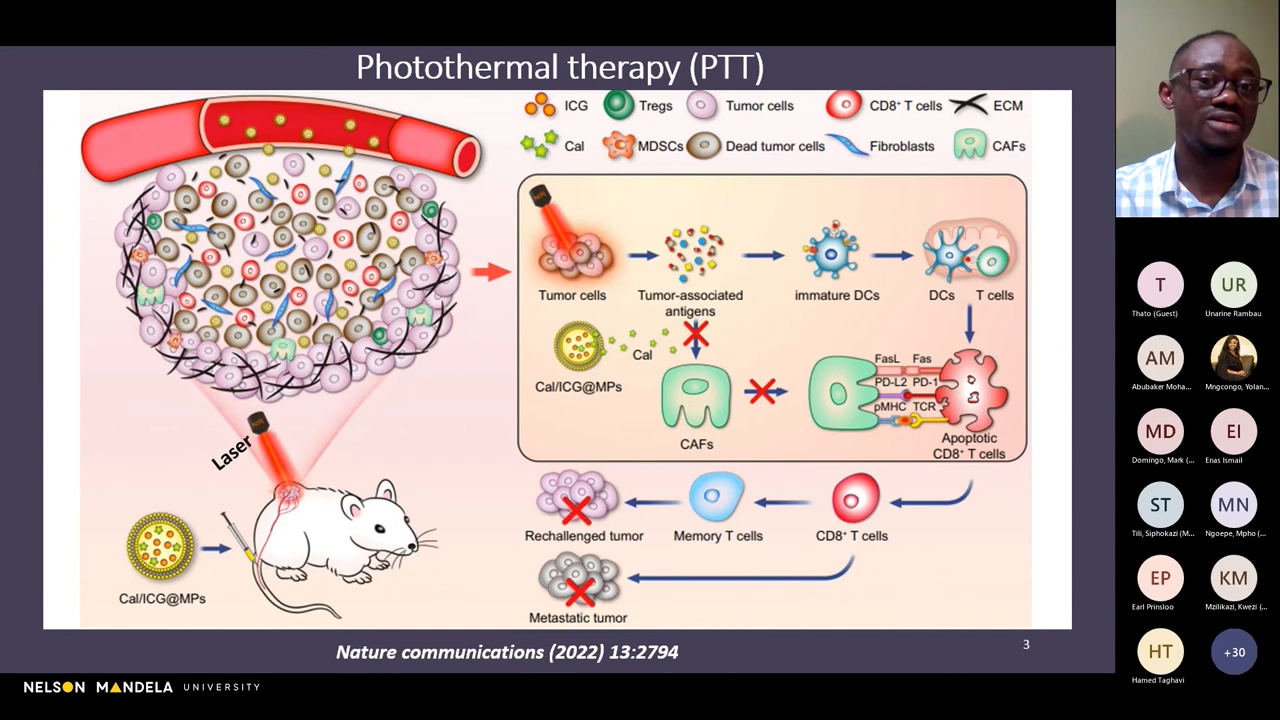 Photothermal therapy (PTT)
ICG
Tregs
Tumor cells
CD8⁺ T cells
ECM
Cal
MDSCs
Dead tumor cells
Fibroblasts
CAFs
NIR
Tumor cells
Tumor-associated
antigens
immature DCs
DCs
T cells
Cal
Cal/ICG@MPs
CAFs
FasL Fas
PD-L2 PD-1
pMHC TCR
Apoptotic
CD8⁺ T cells
Laser
NIR
Rechallenged tumor
Memory T cells
CD8⁺ T cells
Cal/ICG@MPs
Metastatic tumor
Nature communications (2022) 13:2794
3
NELSON MANDELA UNIVERSITY
T
Thato (Guest)
UR
Unarine Rambau
AM
Abubaker Moha...
Mngcongo, Yolan...
MD
Domingo, Mark (...
EI
Enas Ismail
ST
Tili, Siphokazi (M...
MN
Ngoepe, Mpho (...
EP
Earl Prinsloo
KM
Mzilikazi, Kwezi (...
HT
Hamed Taghavi
+30